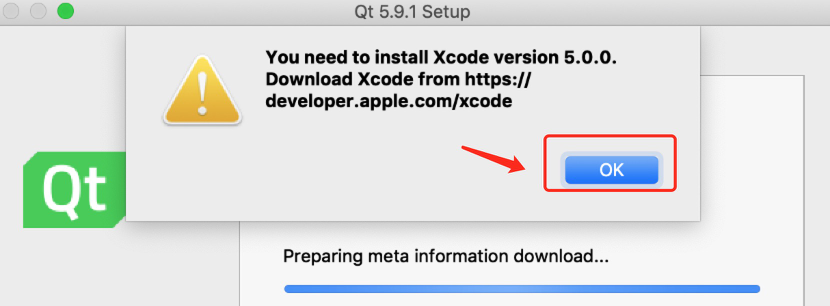 Qt 5.9.1 Setup
You need to install Xcode version 5.0.0.
Download Xcode from https://
developer.apple.com/xcode
OK
Qt
Preparing meta information download...